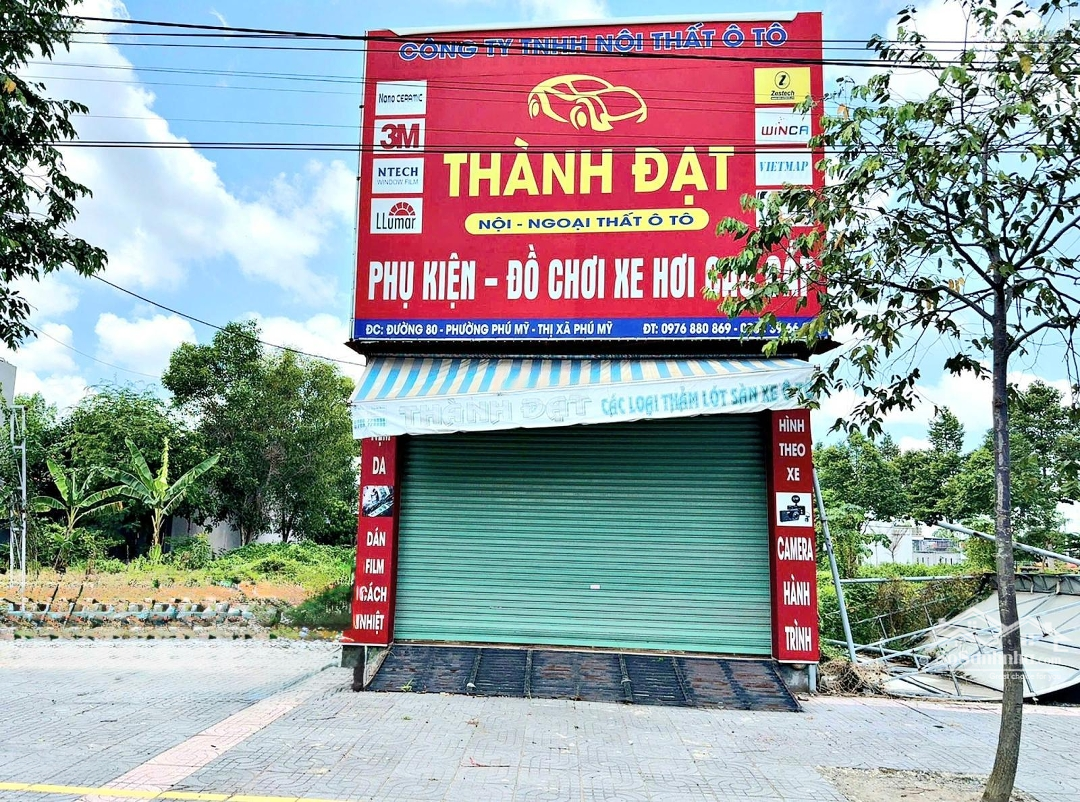 CÔNG TY TNHH NỘI THẤT Ô TÔ
Nano CERAMIC
3M
NTECH
WINDOW FILM
LLumar
Zestech
WINCA
VIETMAP
THÀNH ĐẠT
NỘI - NGOẠI THẤT Ô TÔ
PHỤ KIỆN - ĐỒ CHƠI XE HƠI CAO CẤP
ĐC: ĐƯỜNG 80 - PHƯỜNG PHÚ MỸ - THỊ XÃ PHÚ MỸ
ĐT: 0976 880 869 -
THÀNH ĐẠT
CÁC LOẠI THẢM LÓT SÀN XE Ô TÔ
DA
DÁN
FILM
CÁCH
NHIỆT
HÌNH
THEO
XE
CAMERA
HÀNH
TRÌNH